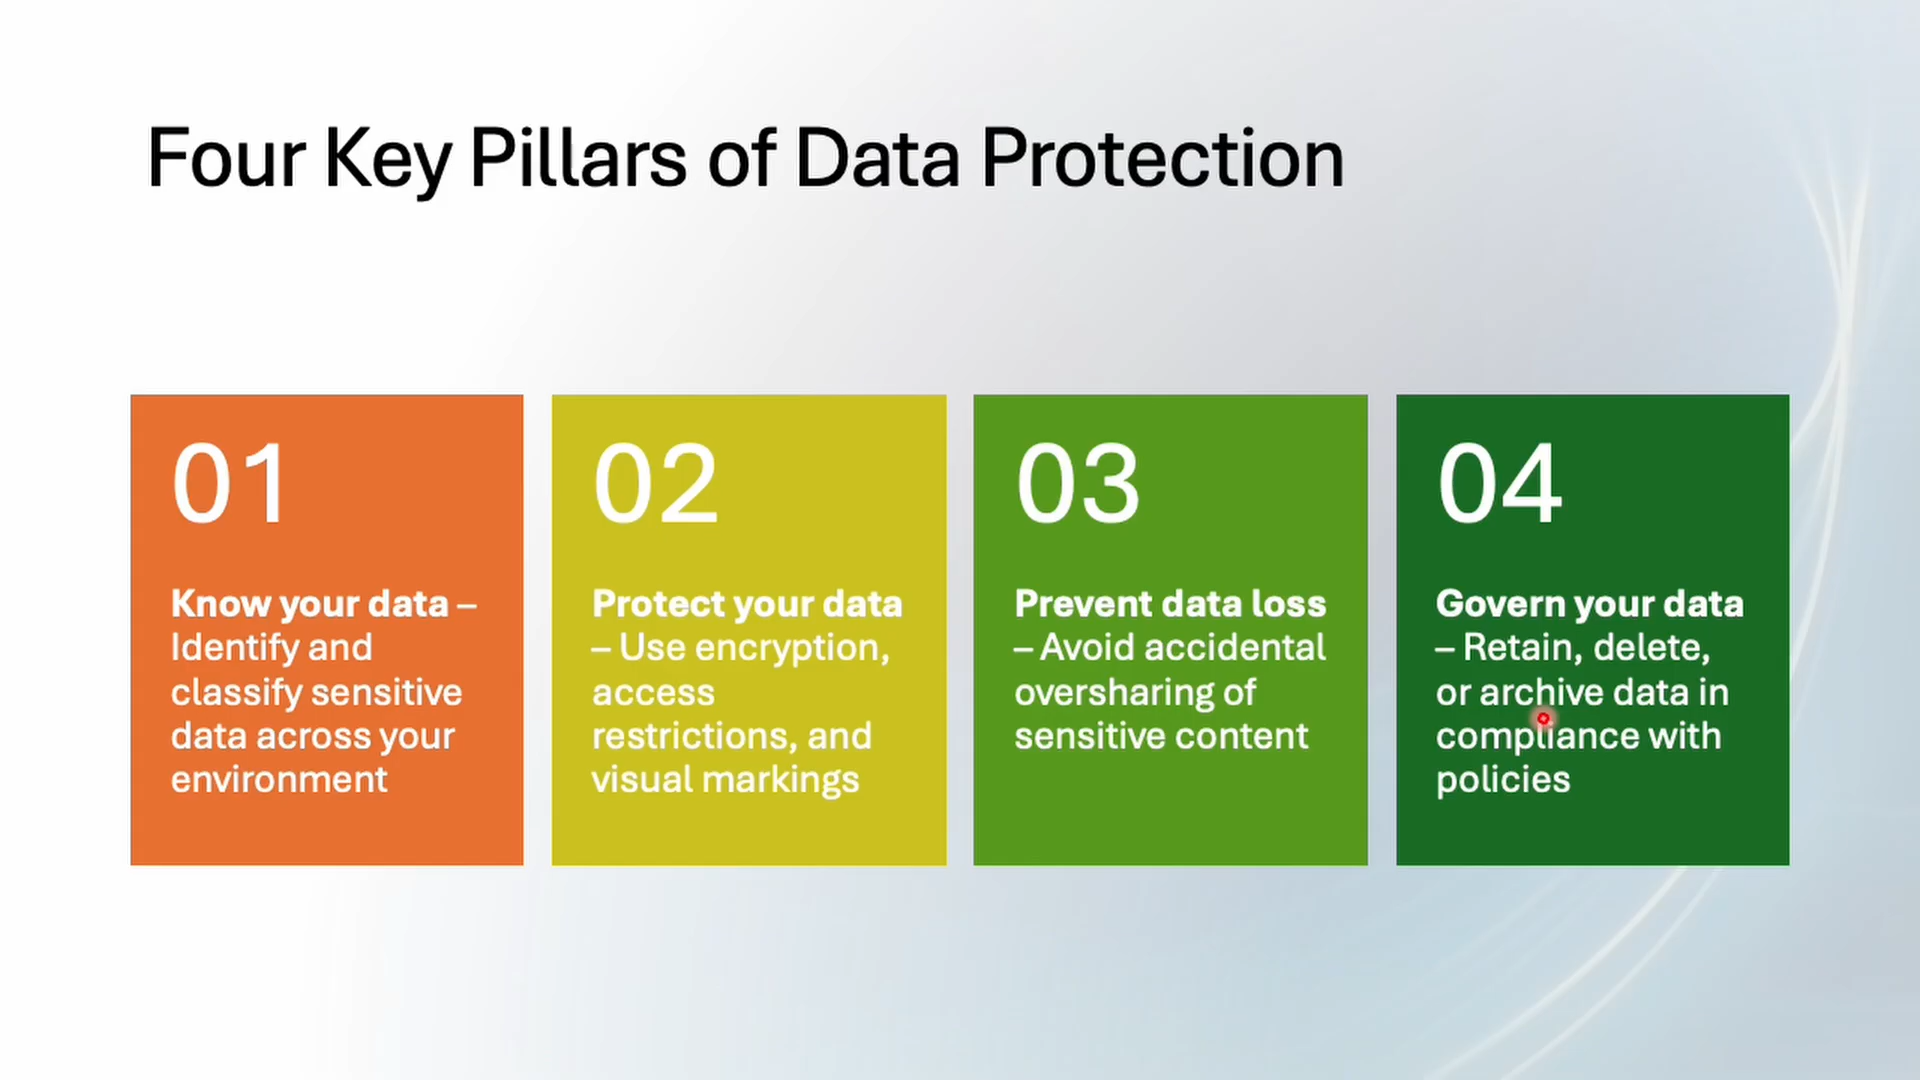 Four Key Pillars of Data Protection
01
Know your data –
Identify and
classify sensitive
data across your
environment
02
Protect your data
– Use encryption,
access
restrictions, and
visual markings
03
Prevent data loss
– Avoid accidental
oversharing of
sensitive content
04
Govern your data
– Retain, delete,
or archive data in
compliance with
policies